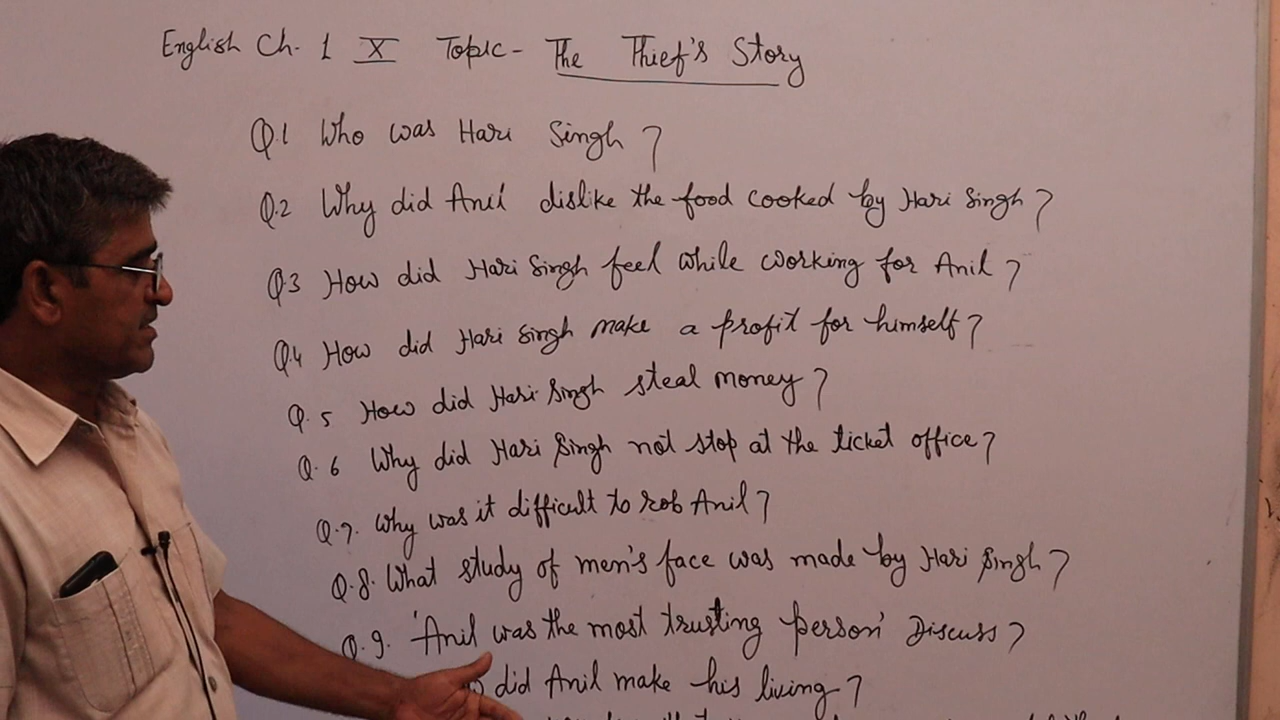 English Ch. 1 X Topic - The Thief's Story
Q.1 Who was Hari Singh ?
Q.2 Why did Anil dislike the food cooked by Hari Singh ?
Q.3 How did Hari Singh feel while working for Anil ?
Q.4 How did Hari Singh make a profit for himself ?
Q. 5 How did Hari Singh steal money ?
Q. 6 Why did Hari Singh not stop at the ticket office ?
Q.7. Why was it difficult to rob Anil ?
Q.8. What study of men's face was made by Hari Singh ?
Q. 9. 'Anil was the most trusting person' Discuss ?
did Anil make his living ?